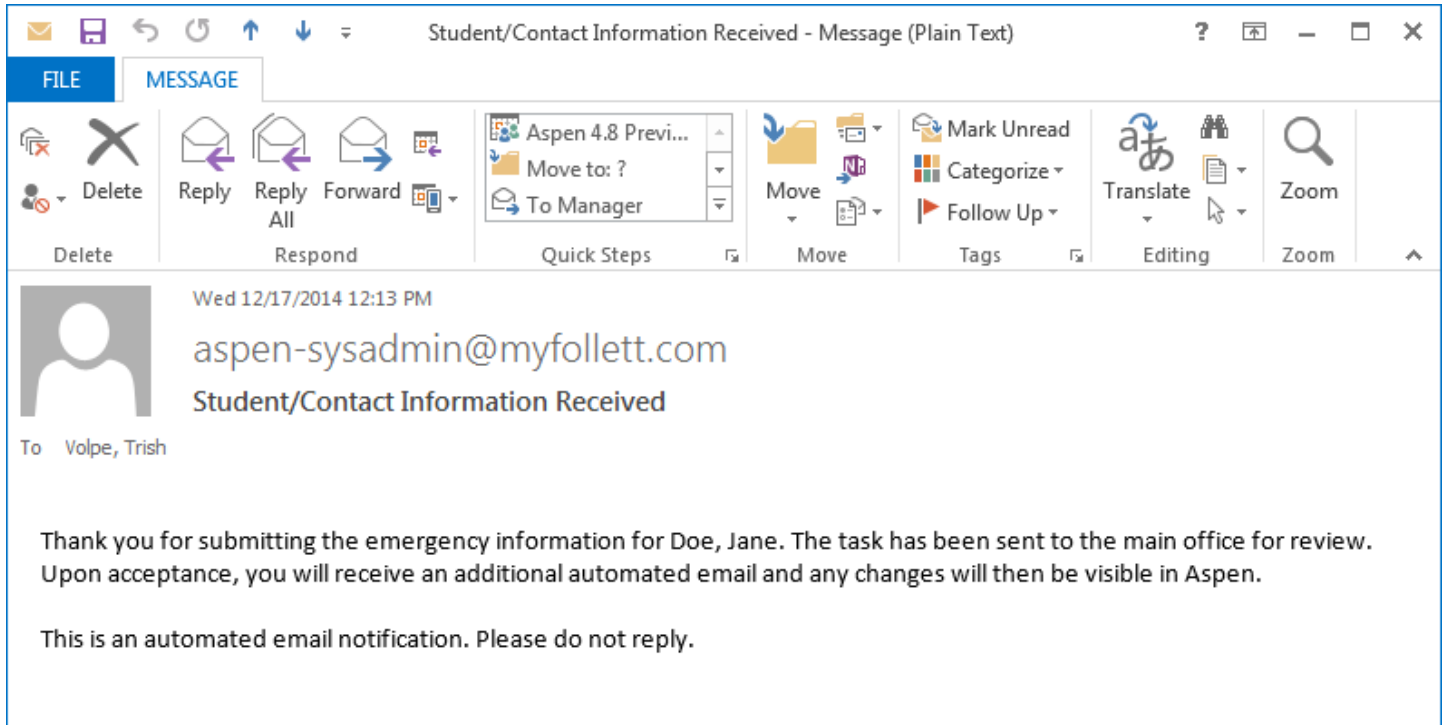 Student/Contact Information Received - Message (Plain Text)
?
FILE
MESSAGE
Delete
Reply
Reply All
Forward
Aspen 4.8 Previ...
Move to: ?
To Manager
Move
Mark Unread
Categorize
Follow Up
Translate
Zoom
Delete
Respond
Quick Steps
Move
Tags
Editing
Zoom
Wed 12/17/2014 12:13 PM
aspen-sysadmin@myfollett.com
Student/Contact Information Received
To Volpe, Trish
Thank you for submitting the emergency information for Doe, Jane. The task has been sent to the main office for review.
Upon acceptance, you will receive an additional automated email and any changes will then be visible in Aspen.
This is an automated email notification. Please do not reply.